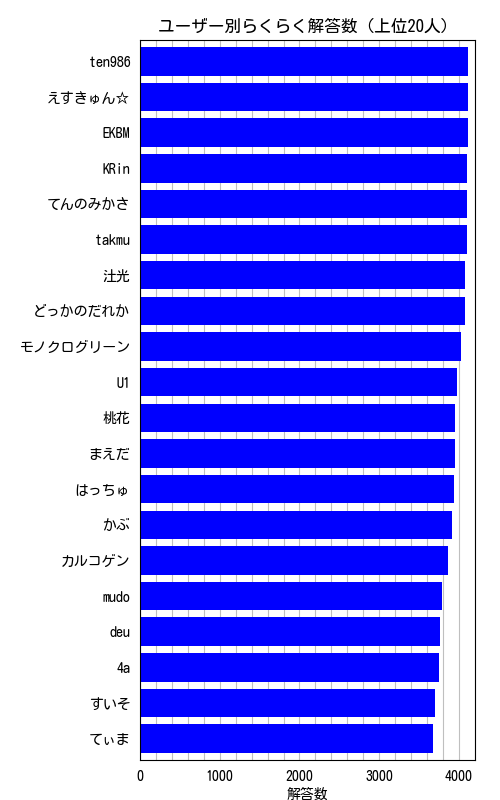 ユーザー別らくらく解答数（上位20人）
ten986
えすきゅん☆
EKBM
KRin
てんのみかさ
takmu
汢光
どっかのだれか
モノクログリーン
U1
桃花
まえだ
はっちゅ
かぶ
カルコゲン
mudo
deu
4a
すいそ
てぃま
0 1000 2000 3000 4000
解答数